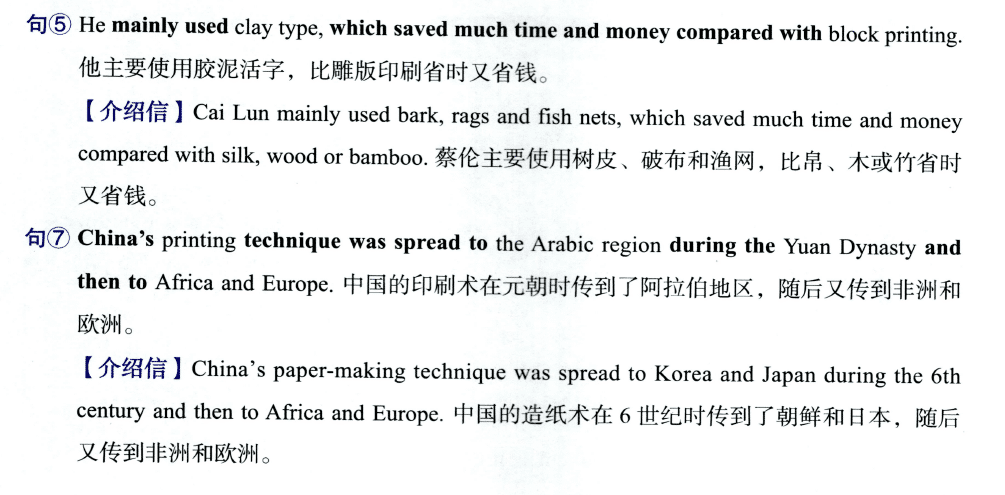 句⑤ He mainly used clay type, which saved much time and money compared with block printing.
他主要使用胶泥活字，比雕版印刷省时又省钱。
【介绍信】Cai Lun mainly used bark, rags and fish nets, which saved much time and money
compared with silk, wood or bamboo. 蔡伦主要使用树皮、破布和渔网，比帛、木或竹省时
又省钱。
句⑦ China’s printing technique was spread to the Arabic region during the Yuan Dynasty and
then to Africa and Europe. 中国的印刷术在元朝时传到了阿拉伯地区，随后又传到非洲和
欧洲。
【介绍信】China’s paper-making technique was spread to Korea and Japan during the 6th
century and then to Africa and Europe. 中国的造纸术在 6 世纪时传到了朝鲜和日本，随后
又传到非洲和欧洲。